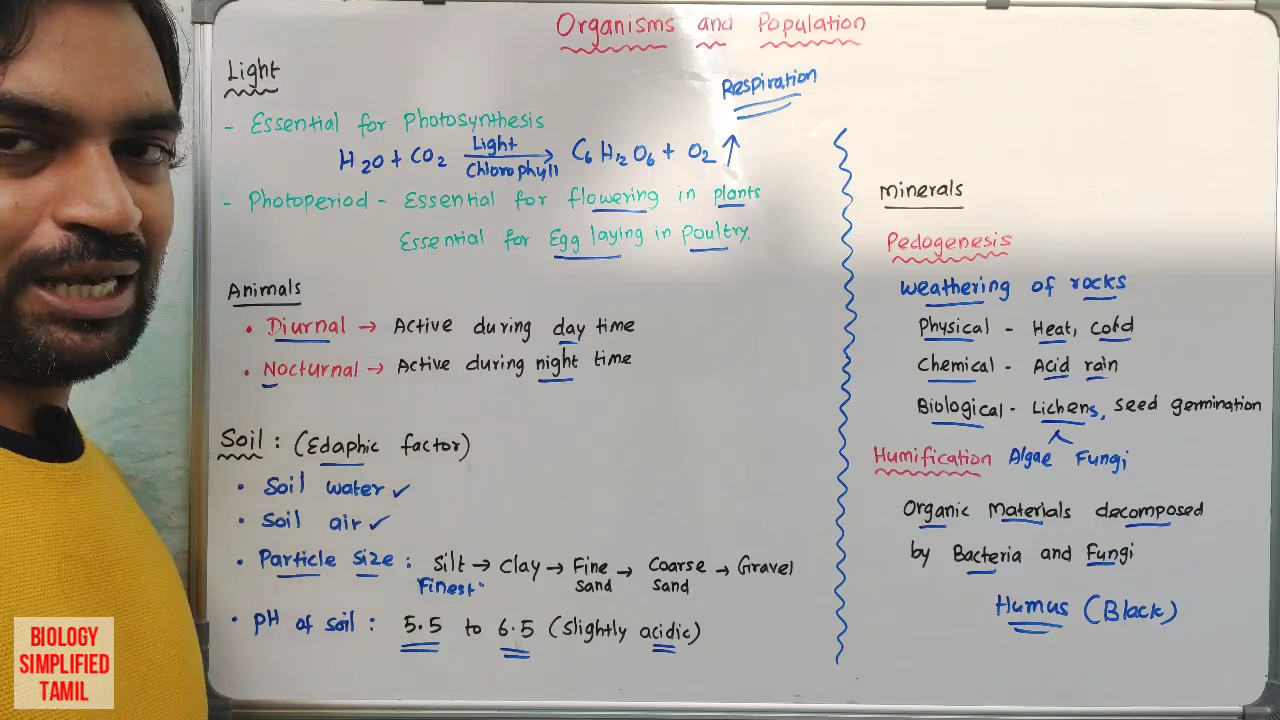 Organisms and Population
Light
Respiration
- Essential for Photosynthesis
H2O + CO2 Light Chlorophyll → C6 H12 O6 + O2 ↑
- Photoperiod - Essential for flowering in plants
Essential for Egg laying in Poultry.
Animals
• Diurnal → Active during day time
• Nocturnal → Active during night time
Soil : (Edaphic factor)
• Soil water ✓
• Soil air ✓
• Particle size : Silt → Clay → Fine sand → Coarse sand → Gravel
Finest
• pH of soil : 5.5 to 6.5 (slightly acidic)
minerals
Pedogenesis
Weathering of rocks
Physical - Heat, Cold
Chemical - Acid rain
Biological - Lichens, seed germination
Humification Algae Fungi
Organic Materials decomposed
by Bacteria and Fungi
Humus (Black)
BIOLOGY
SIMPLIFIED
TAMIL